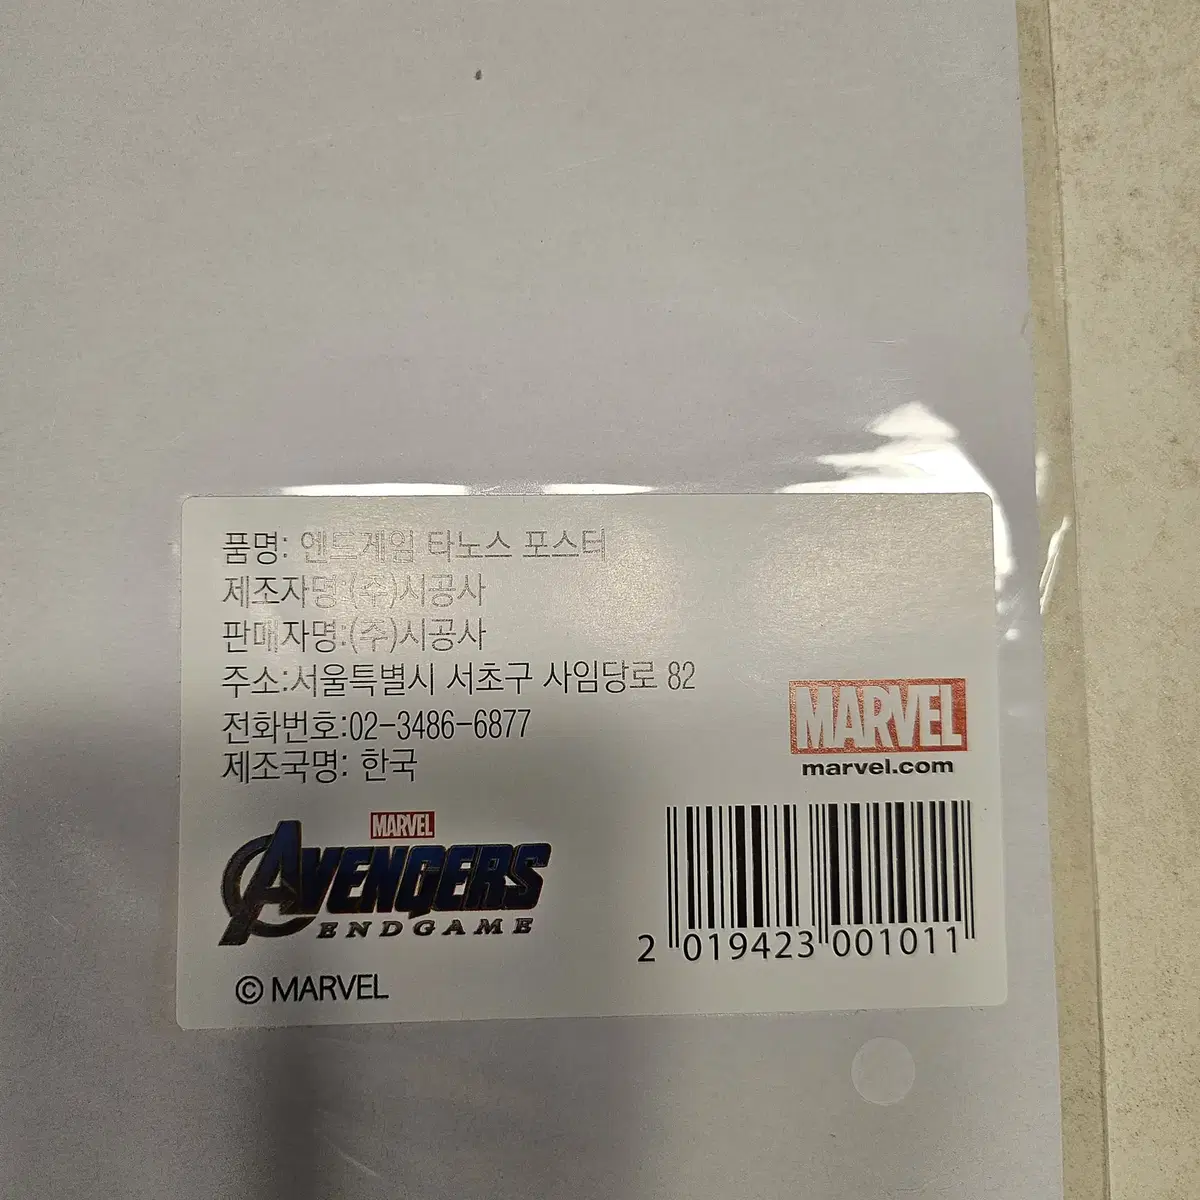 품명: 엔드게임 타노스 포스터
제조자명:(주)시공사
판매자명:(주)시공사
주소:서울특별시 서초구 사임당로 82
전화번호:02-3486-6877
제조국명: 한국
MARVEL
marvel.com
MARVEL
AVENGERS
ENDGAME
2 019423 001011
© MARVEL